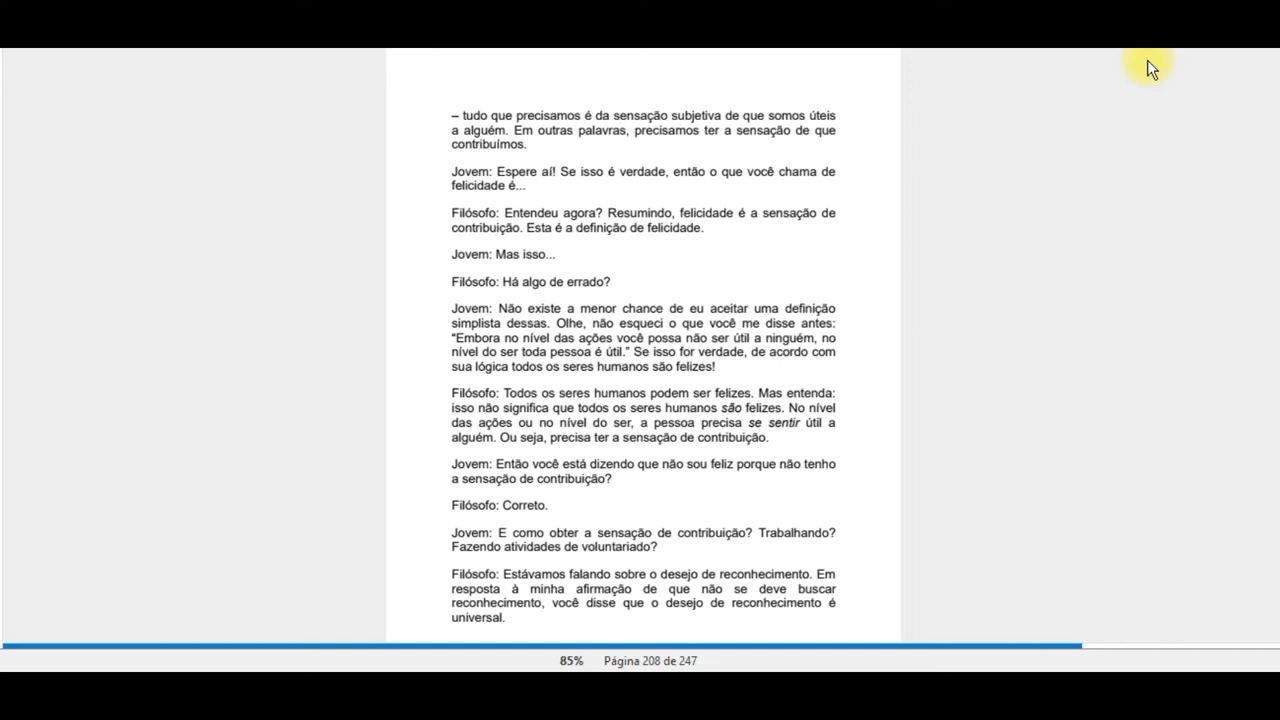 – tudo que precisamos é da sensação subjetiva de que somos úteis
a alguém. Em outras palavras, precisamos ter a sensação de que
contribuímos.
Jovem: Espere aí! Se isso é verdade, então o que você chama de
felicidade é...
Filósofo: Entendeu agora? Resumindo, felicidade é a sensação de
contribuição. Esta é a definição de felicidade.
Jovem: Mas isso...
Filósofo: Há algo de errado?
Jovem: Não existe a menor chance de eu aceitar uma definição
simplista dessas. Olhe, não esqueci o que você me disse antes:
“Embora no nível das ações você possa não ser útil a ninguém, no
nível do ser toda pessoa é útil.” Se isso for verdade, de acordo com
sua lógica todos os seres humanos são felizes!
Filósofo: Todos os seres humanos podem ser felizes. Mas entenda:
isso não significa que todos os seres humanos são felizes. No nível
das ações ou no nível do ser, a pessoa precisa se sentir útil a
alguém. Ou seja, precisa ter a sensação de contribuição.
Jovem: Então você está dizendo que não sou feliz porque não tenho
a sensação de contribuição?
Filósofo: Correto.
Jovem: E como obter a sensação de contribuição? Trabalhando?
Fazendo atividades de voluntariado?
Filósofo: Estávamos falando sobre o desejo de reconhecimento. Em
resposta à minha afirmação de que não se deve buscar
reconhecimento, você disse que o desejo de reconhecimento é
universal.
85% Página 208 de 247